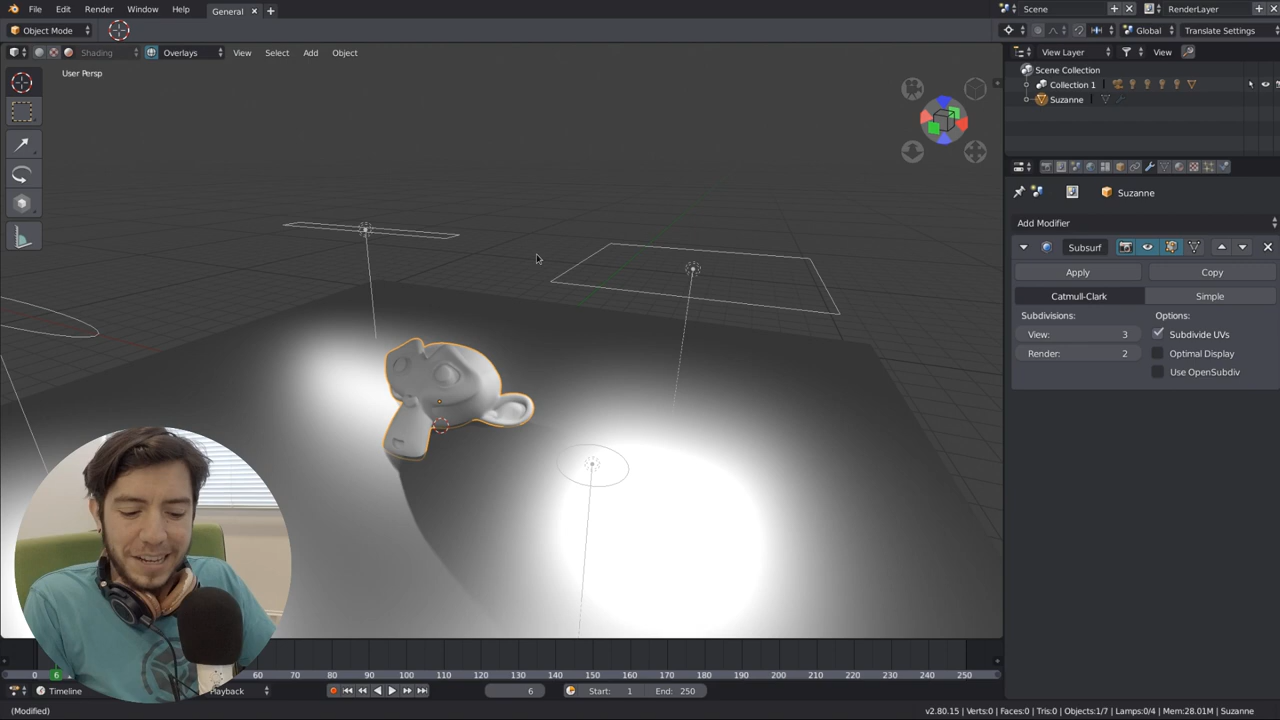 File Edit Render Window Help General Scene RenderLayer
Object Mode Global Translate Settings
Shading Overlays View Select Add Object View Layer View
User Persp
Scene Collection
Collection 1
Suzanne
Suzanne
Add Modifier
Subsurf
Apply Copy
Catmull-Clark Simple
Subdivisions: Options:
View: 3 Subdivide UVs
Render: 2 Optimal Display
Use OpenSubdiv
0 6 60 70 80 90 100 110 120 130 140 150 160 170 180 190 200 210 220 230 240 250
Timeline Playback 6 Start: 1 End: 250
(Modified) v2.80.15 | Verts:0 | Faces:0 | Tris:0 | Objects:1/7 | Lamps:0/4 | Mem:28.01M | Suzanne